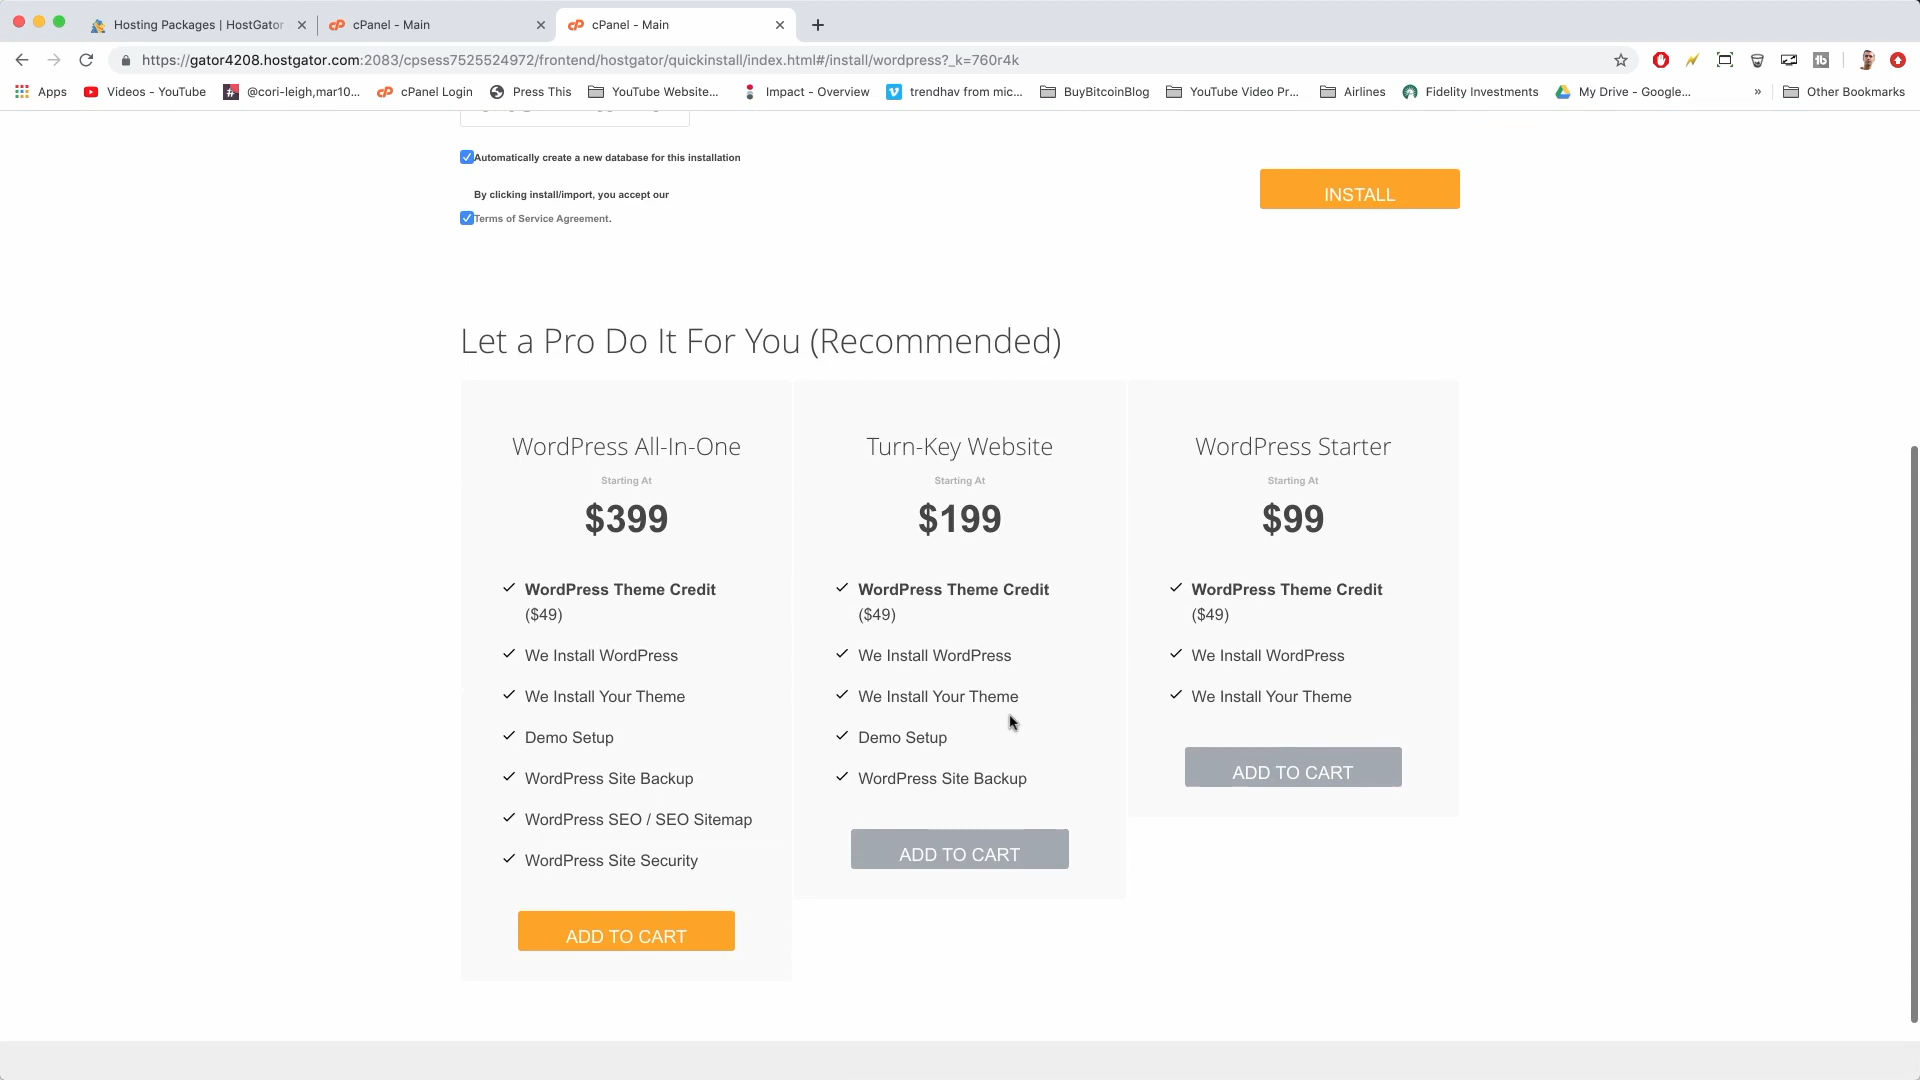 Hosting Packages | HostGator
cPanel - Main
cPanel - Main
https://gator4208.hostgator.com:2083/cpsess7525524972/frontend/hostgator/quickinstall/index.html#/install/wordpress?_k=760r4k
Apps
Videos - YouTube
@cori-leigh,mar10...
cPanel Login
Press This
YouTube Website...
Impact - Overview
trendhav from mic...
BuyBitcoinBlog
YouTube Video Pr...
Airlines
Fidelity Investments
My Drive - Google...
»
Other Bookmarks
Automatically create a new database for this installation
By clicking install/import, you accept our
Terms of Service Agreement.
INSTALL
Let a Pro Do It For You (Recommended)
WordPress All-In-One
Starting At
$399
WordPress Theme Credit
($49)
We Install WordPress
We Install Your Theme
Demo Setup
WordPress Site Backup
WordPress SEO / SEO Sitemap
WordPress Site Security
ADD TO CART
Turn-Key Website
Starting At
$199
WordPress Theme Credit
($49)
We Install WordPress
We Install Your Theme
Demo Setup
WordPress Site Backup
ADD TO CART
WordPress Starter
Starting At
$99
WordPress Theme Credit
($49)
We Install WordPress
We Install Your Theme
ADD TO CART